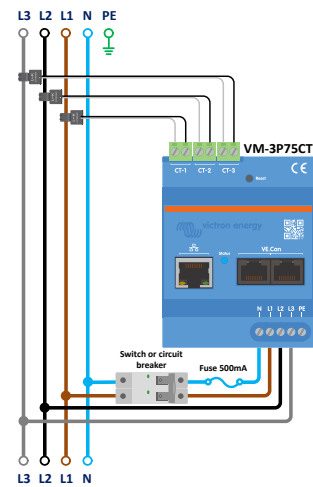 L3 L2 L1 N PE
VM-3P75CT
CT-1 CT-2 CT-3
CE
Reset
victron energy
Status
VE.Can
N L1 L2 L3 PE
Switch or circuit
breaker
Fuse 500mA
L3 L2 L1 N